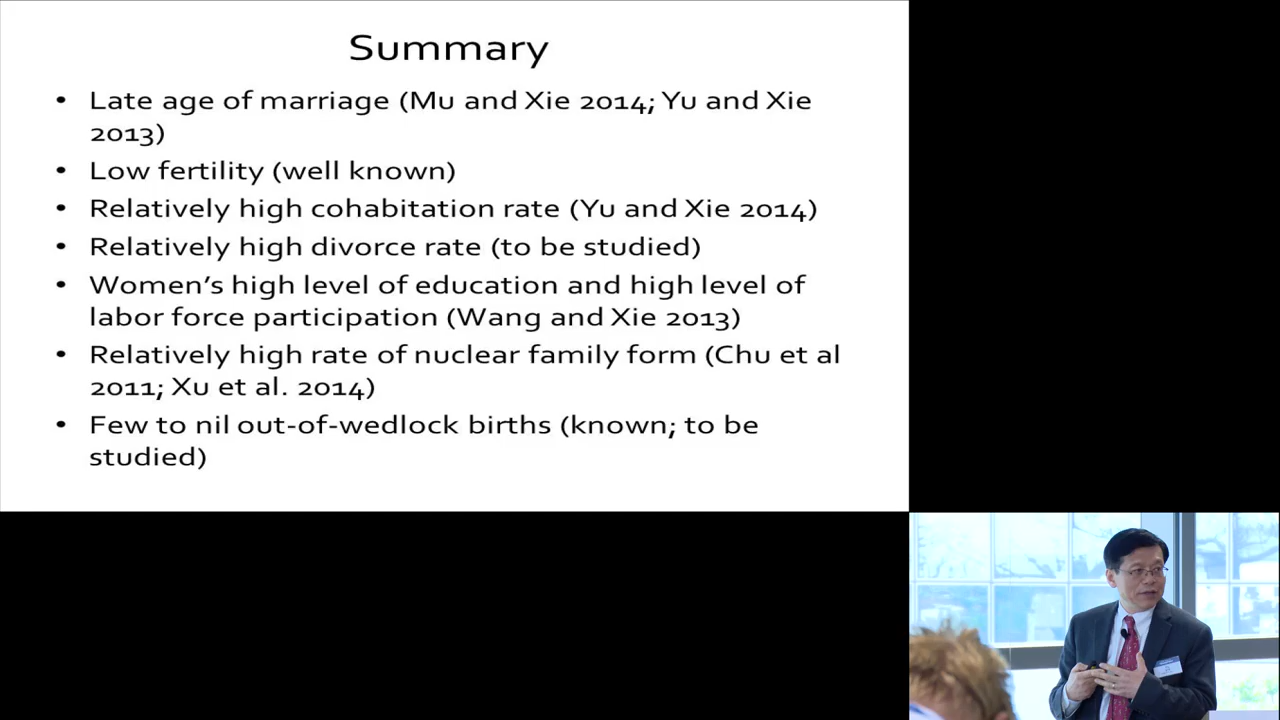 Summary
• Late age of marriage (Mu and Xie 2014; Yu and Xie
2013)
• Low fertility (well known)
• Relatively high cohabitation rate (Yu and Xie 2014)
• Relatively high divorce rate (to be studied)
• Women’s high level of education and high level of
labor force participation (Wang and Xie 2013)
• Relatively high rate of nuclear family form (Chu et al
2011; Xu et al. 2014)
• Few to nil out-of-wedlock births (known; to be
studied)